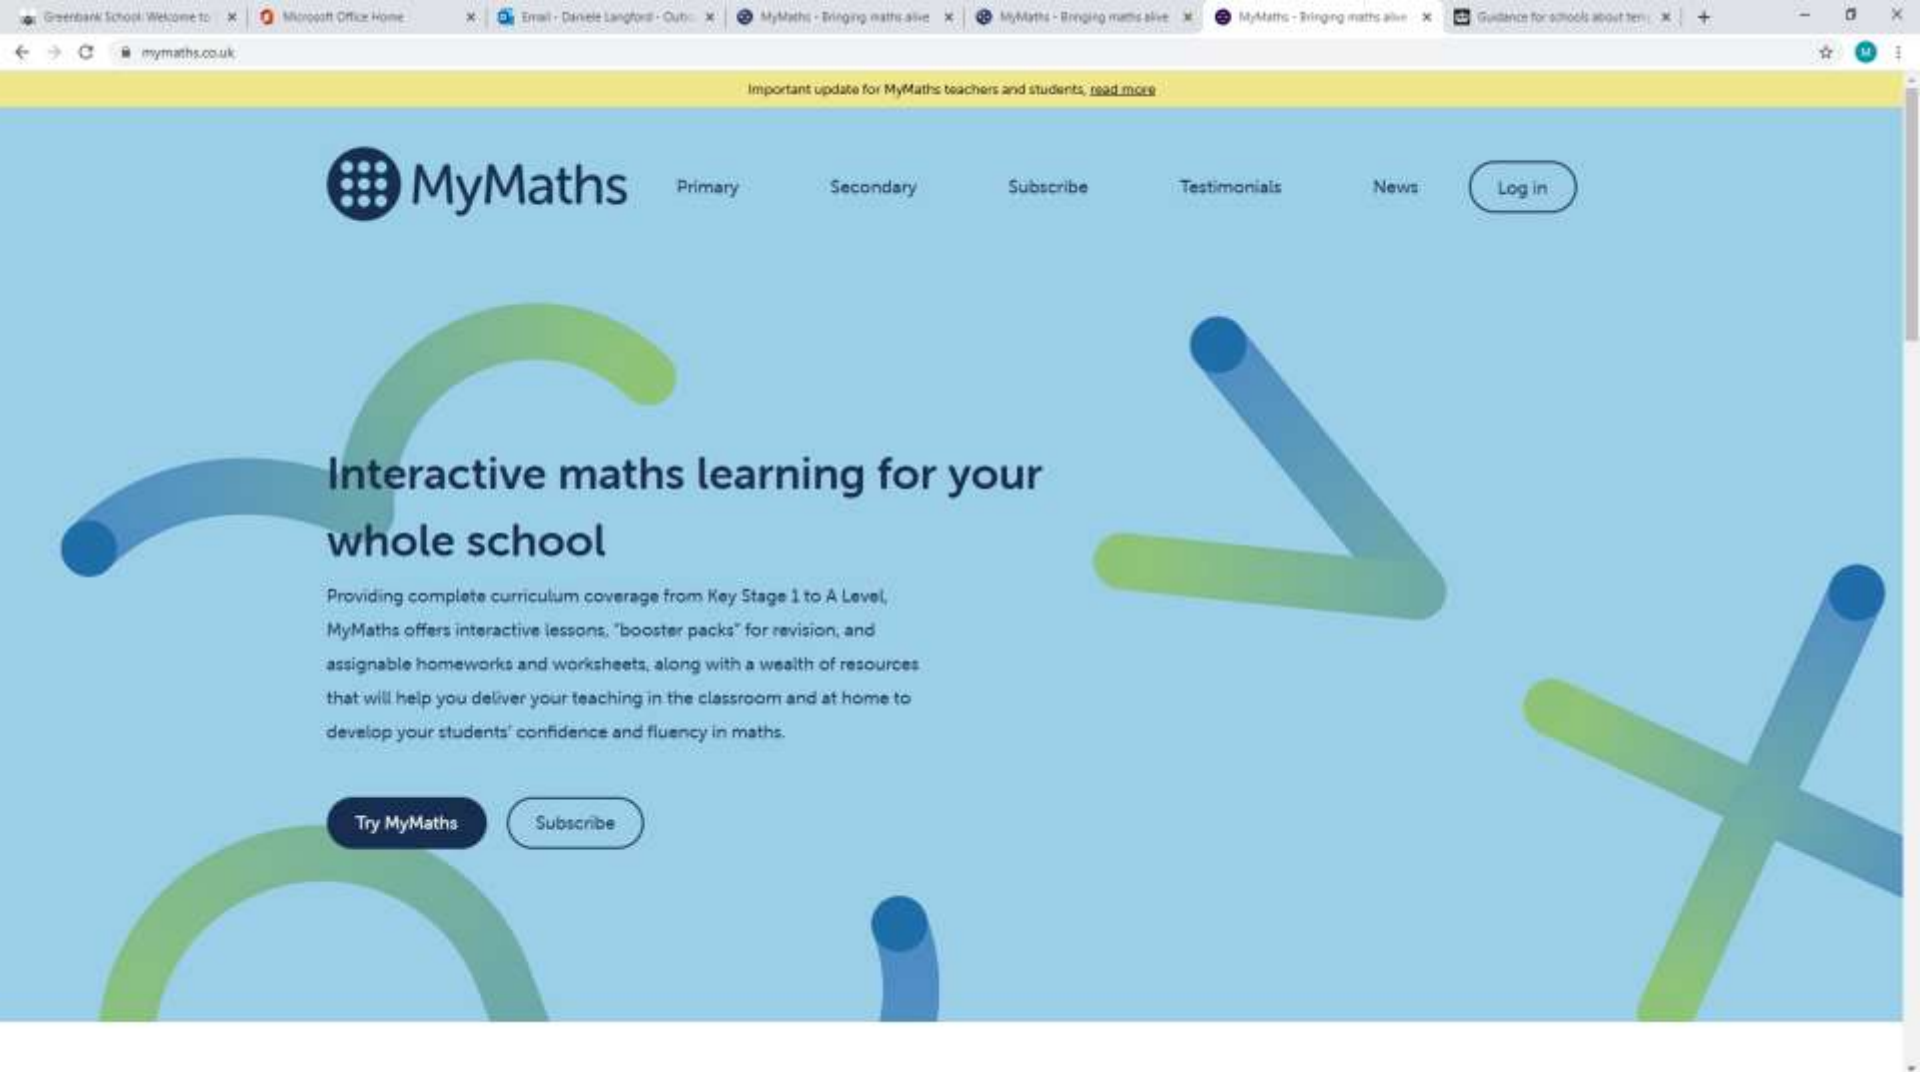 Greenbank School: Welcome to
Microsoft Office Home
Email - Daniele Langford - Outlo
MyMaths - Bringing maths alive
MyMaths - Bringing maths alive
MyMaths - Bringing maths alive
Guidance for schools about
mymaths.co.uk
M
Important update for MyMaths teachers and students, read more
MyMaths
Primary
Secondary
Subscribe
Testimonials
News
Log in
Interactive maths learning for your
whole school
Providing complete curriculum coverage from Key Stage 1 to A Level,
MyMaths offers interactive lessons, "booster packs" for revision, and
assignable homeworks and worksheets, along with a wealth of resources
that will help you deliver your teaching in the classroom and at home to
develop your students' confidence and fluency in maths.
Try MyMaths
Subscribe